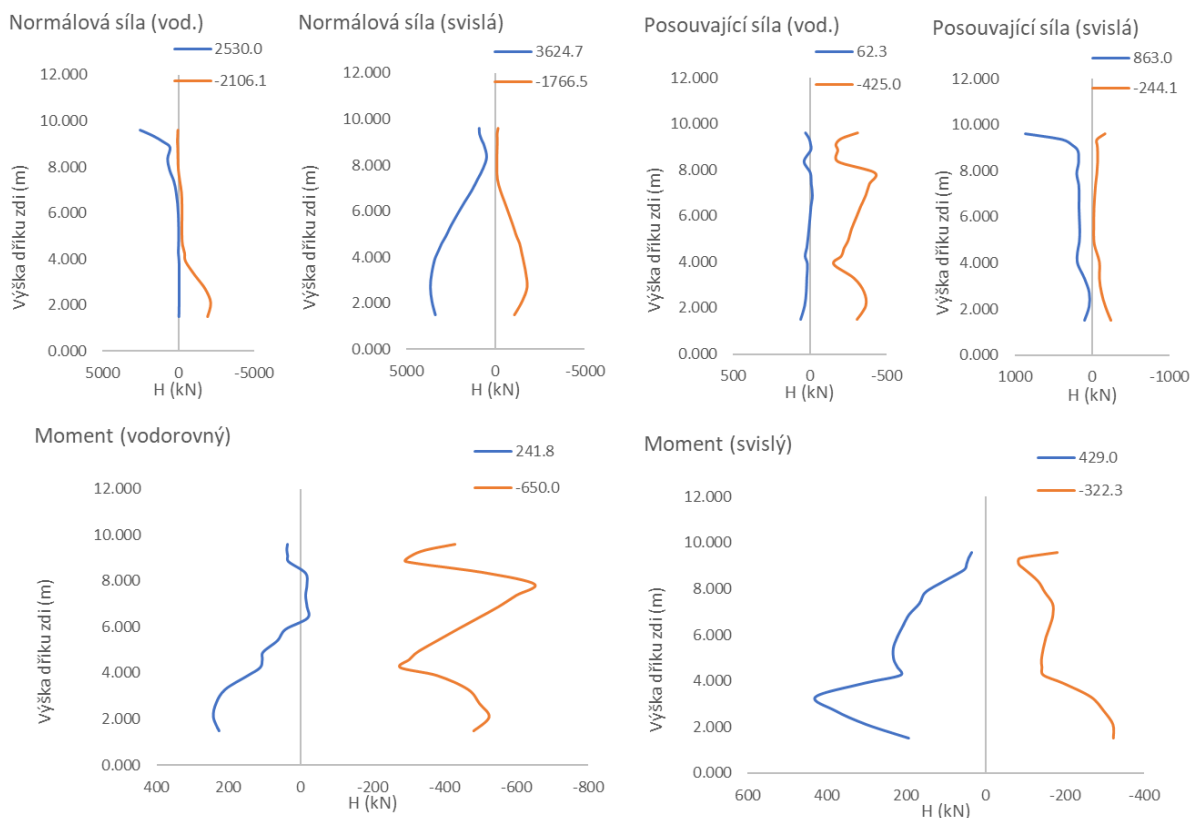 Normálová síla (vod.)
2530.0
-2106.1
12.000
10.000
8.000
6.000
4.000
2.000
0.000
Výška dříku zdi (m)
5000 0 -5000
H (kN)
Normálová síla (svislá)
3624.7
-1766.5
12.000
10.000
8.000
6.000
4.000
2.000
0.000
Výška dříku zdi (m)
5000 0 -5000
H (kN)
Posouvající síla (vod.)
62.3
-425.0
12.000
10.000
8.000
6.000
4.000
2.000
0.000
Výška dříku zdi (m)
500 0 -500
H (kN)
Posouvající síla (svislá)
863.0
-244.1
12.000
10.000
8.000
6.000
4.000
2.000
0.000
Výška dříku zdi (m)
1000 0 -1000
H (kN)
Moment (vodorovný)
241.8
-650.0
12.000
10.000
8.000
6.000
4.000
2.000
0.000
Výška dříku zdi (m)
400 200 0 -200 -400 -600 -800
H (kN)
Moment (svislý)
429.0
-322.3
12.000
10.000
8.000
6.000
4.000
2.000
0.000
Výška dříku zdi (m)
600 400 200 0 -200 -400
H (kN)